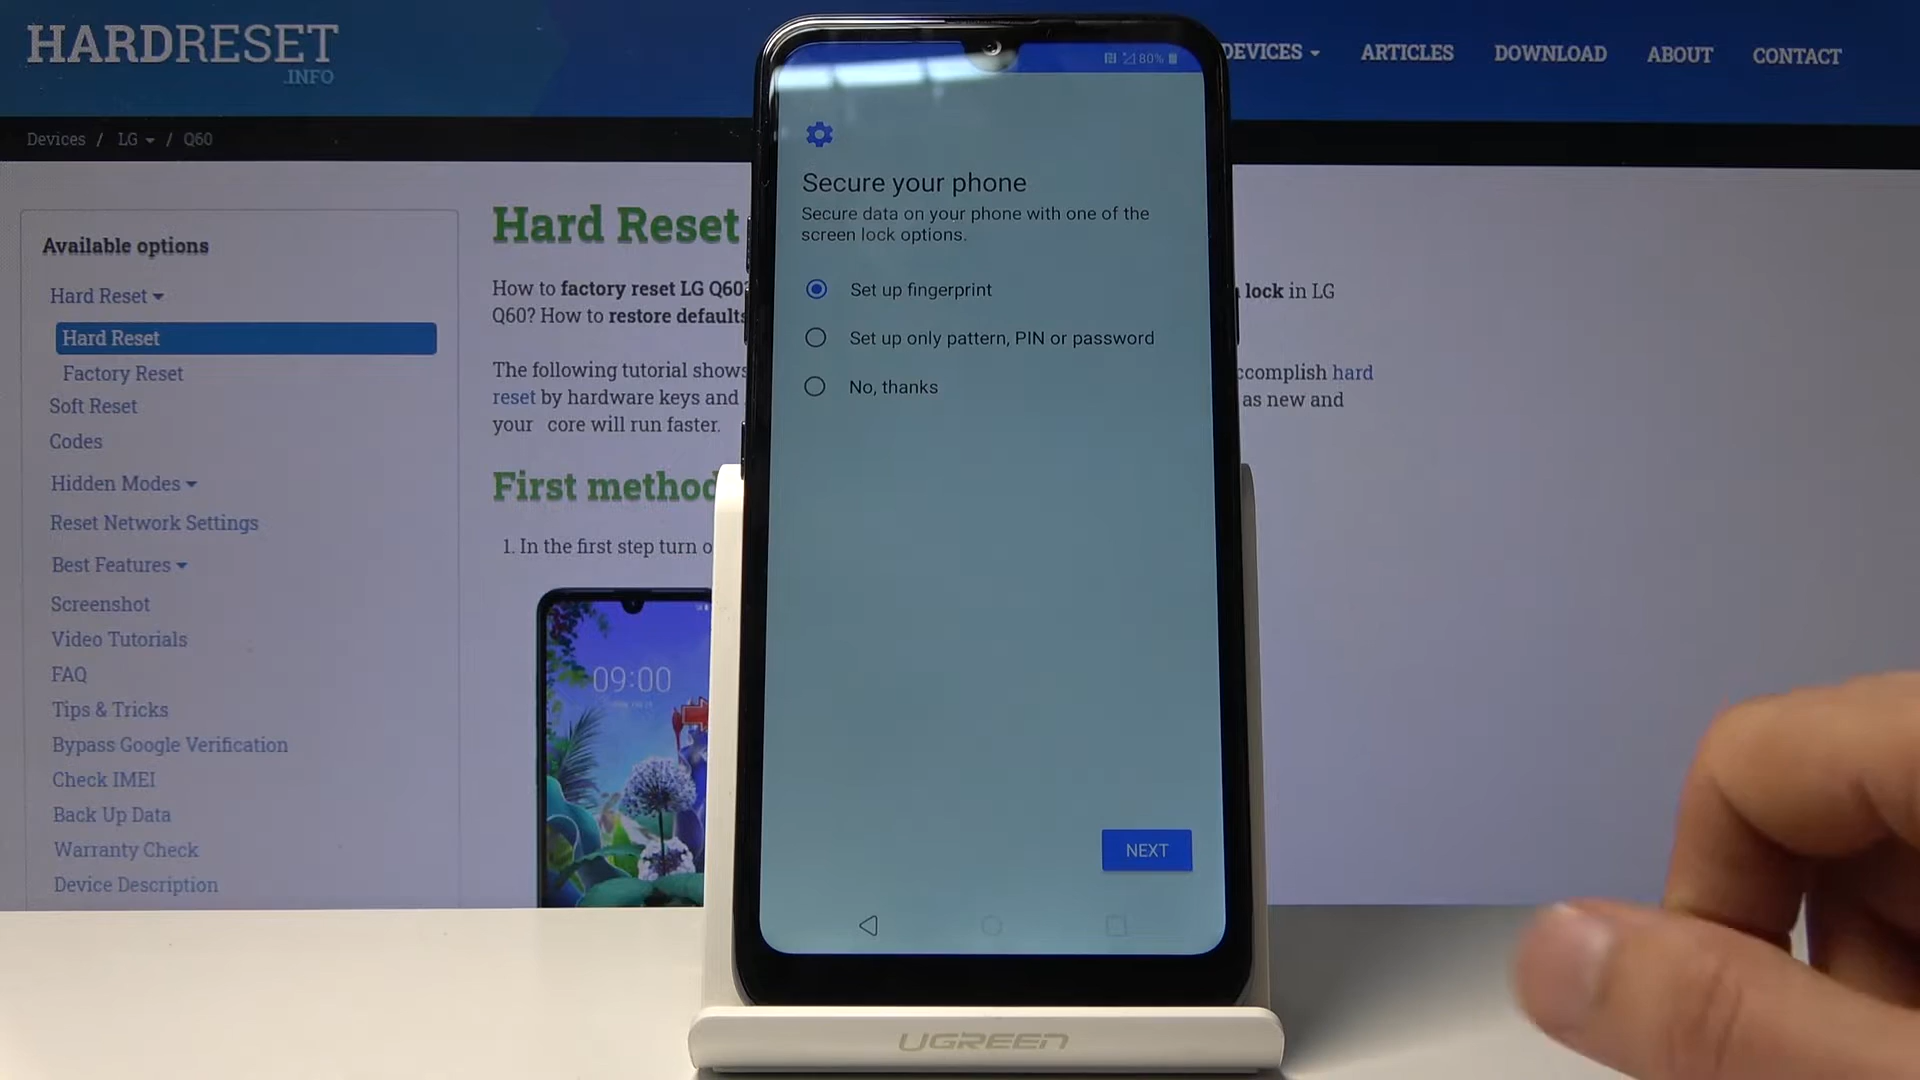 HARDRESET
.INFO
DEVICES
ARTICLES
DOWNLOAD
ABOUT
CONTACT
Devices / LG / Q60
Available options
Hard Reset
Hard Reset
Factory Reset
Soft Reset
Codes
Hidden Modes
Reset Network Settings
Best Features
Screenshot
Video Tutorials
FAQ
Tips & Tricks
Bypass Google Verification
Check IMEI
Back Up Data
Warranty Check
Device Description
Hard Reset
How to factory reset LG Q60? lock in LG
Q60? How to restore defaults
The following tutorial shows accomplish hard
reset by hardware keys and as new and
your core will run faster.
First method
1. In the first step turn
09:00
80%
Secure your phone
Secure data on your phone with one of the
screen lock options.
Set up fingerprint
Set up only pattern, PIN or password
No, thanks
NEXT
UGREEN